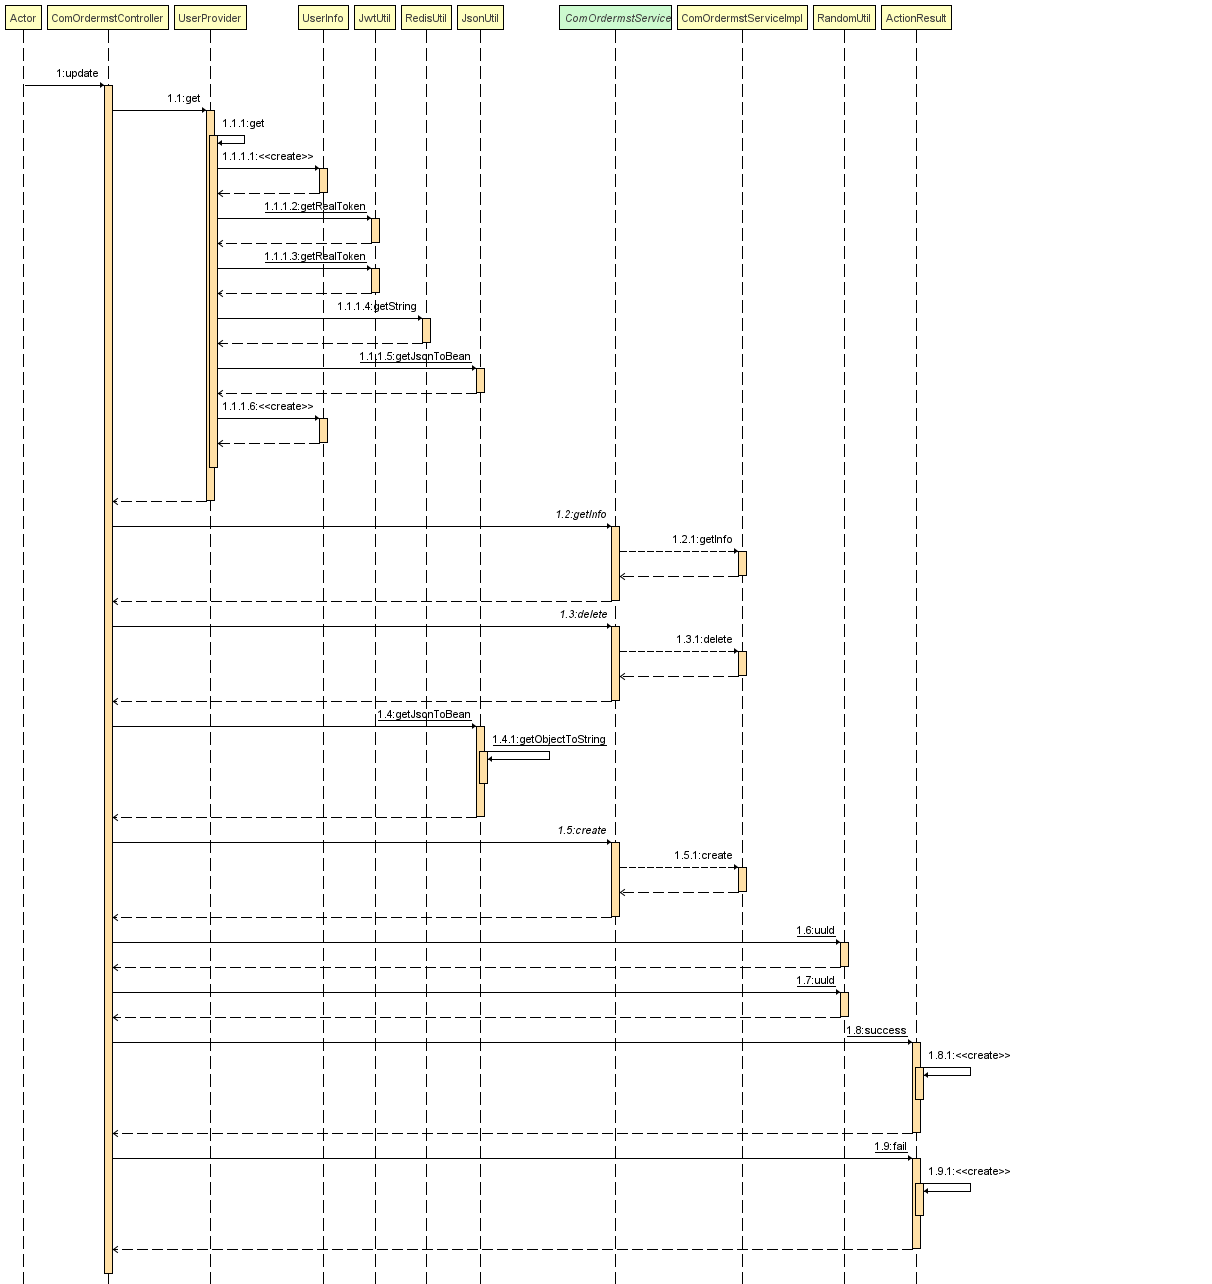 Actor ComOrdermstController UserProvider UserInfo JwtUtil RedisUtil JsonUtil ComOrdermstService ComOrdermstServiceImpl RandomUtil ActionResult
1:update
1.1:get
1.1.1:get
1.1.1.1:<<create>>
1.1.1.2:getRealToken
1.1.1.3:getRealToken
1.1.1.4:getString
1.1.1.5:getJsonToBean
1.1.1.6:<<create>>
1.2:getInfo
1.2.1:getInfo
1.3:delete
1.3.1:delete
1.4:getJsonToBean
1.4.1:getObjectToString
1.5:create
1.5.1:create
1.6:uuId
1.7:uuId
1.8:success
1.8.1:<<create>>
1.9:fail
1.9.1:<<create>>